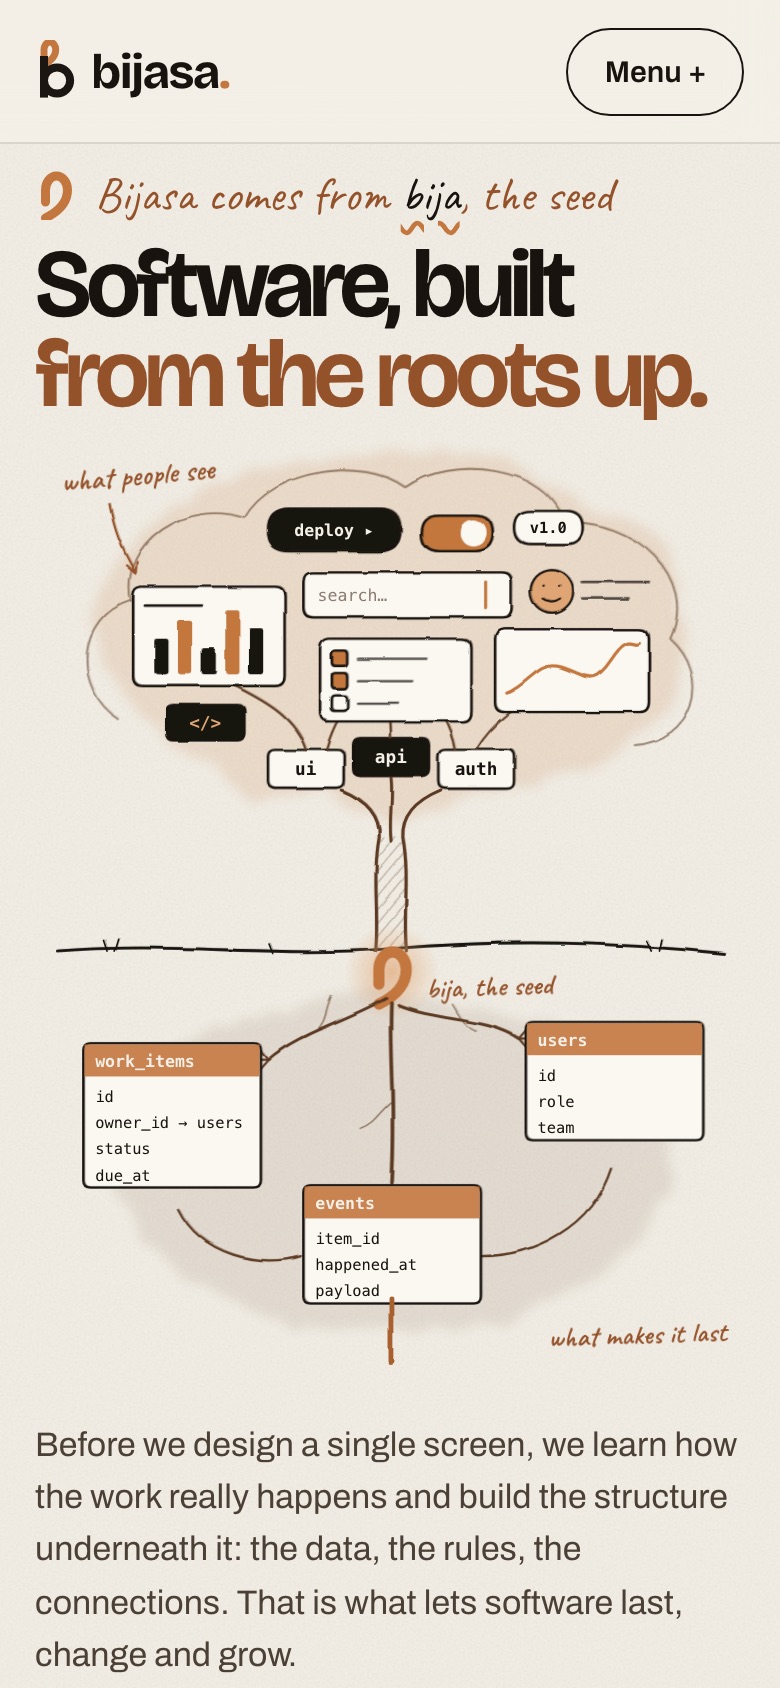 bijasa.
Menu +
Bijasa comes from bija, the seed
Software, built
from the roots up.
what people see
deploy ▸
v1.0
search…
</>
ui
api
auth
bija, the seed
work_items
id
owner_id → users
status
due_at
users
id
role
team
events
item_id
happened_at
payload
what makes it last
Before we design a single screen, we learn how
the work really happens and build the structure
underneath it: the data, the rules, the
connections. That is what lets software last,
change and grow.